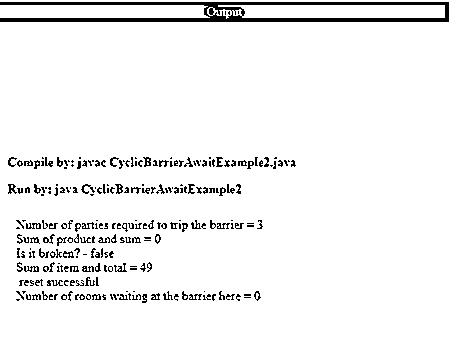 Output
Compile by: javac CyclicBarrierAwaitExample2.java
Run by: java CyclicBarrierAwaitExample2
Number of parties required to trip the barrier = 3
Sum of product and sum = 0
Is it broken? - false
Sum of item and total = 49
reset successful
Number of rooms waiting at the barrier here = 0